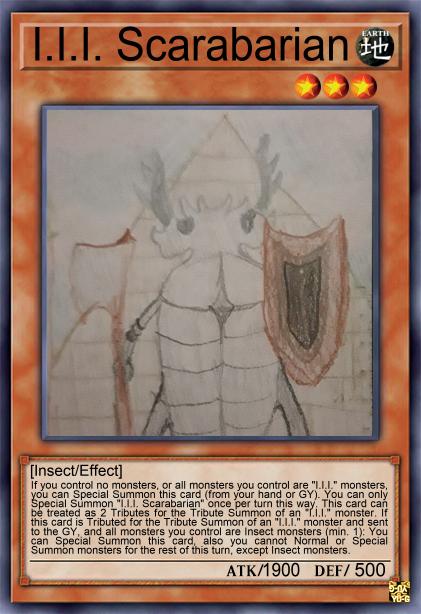 I.I.I. Scarabarian
EARTH
地
[Insect/Effect]
If you control no monsters, or all monsters you control are "I.I.I." monsters,
you can Special Summon this card (from your hand or GY). You can only
Special Summon "I.I.I. Scarabarian" once per turn this way. This card can
be treated as 2 Tributes for the Tribute Summon of an "I.I.I." monster. If
this card is Tributed for the Tribute Summon of an "I.I.I." monster and sent
to the GY, and all monsters you control are Insect monsters (min. 1): You
can Special Summon this card, also you cannot Normal or Special
Summon monsters for the rest of this turn, except Insect monsters.
ATK/1900 DEF/ 500